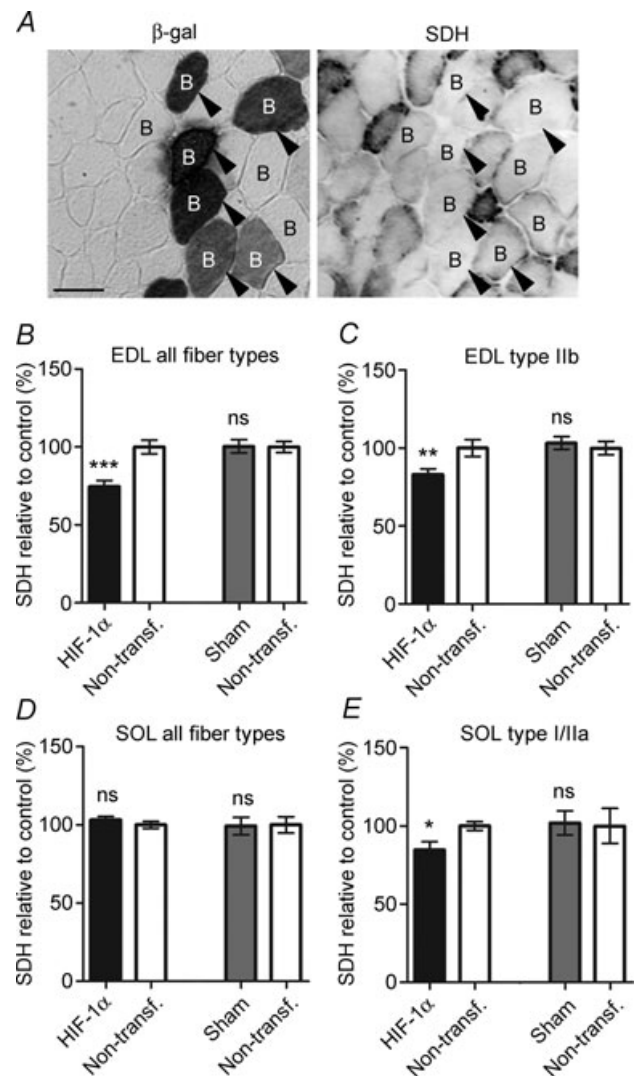 A
β-gal
SDH
B B B B B B B B B
B B B B B B B B B
B
EDL all fiber types
SDH relative to control (%)
150
100
50
0
***
ns
HIF-1α
Non-transf.
Sham
Non-transf.
C
EDL type IIb
SDH relative to control (%)
150
100
50
0
**
ns
HIF-1α
Non-transf.
Sham
Non-transf.
D
SOL all fiber types
SDH relative to control (%)
150
100
50
0
ns
ns
HIF-1α
Non-transf.
Sham
Non-transf.
E
SOL type I/IIa
SDH relative to control (%)
150
100
50
0
*
ns
HIF-1α
Non-transf.
Sham
Non-transf.